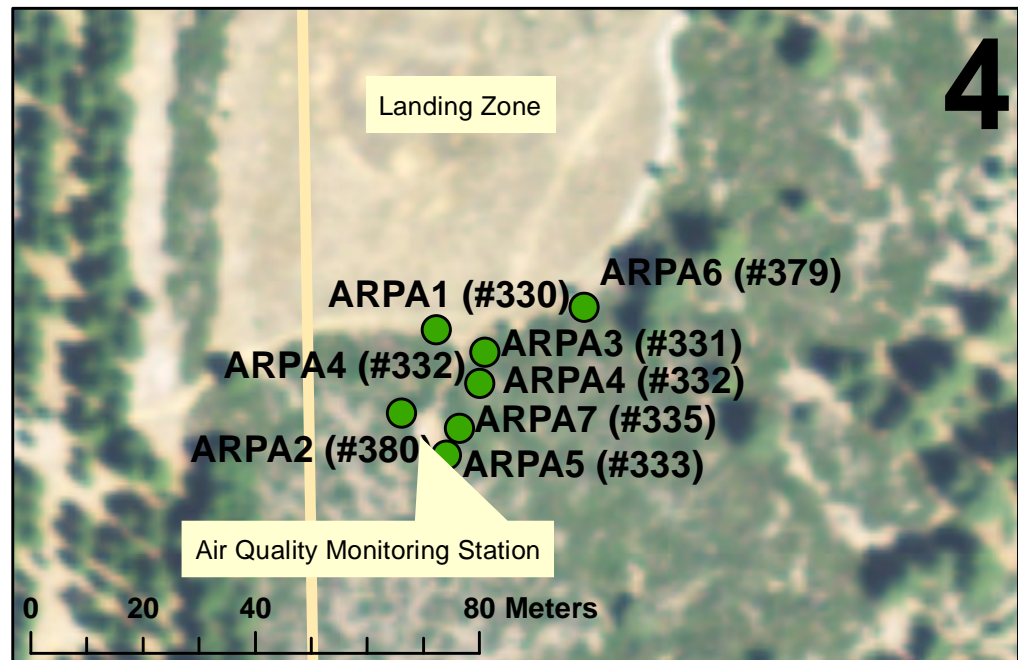 4
Landing Zone
ARPA6 (#379)
ARPA1 (#330)
ARPA3 (#331)
ARPA4 (#332)
ARPA4 (#332)
ARPA7 (#335)
ARPA2 (#380)
ARPA5 (#333)
Air Quality Monitoring Station
0 20 40 80 Meters